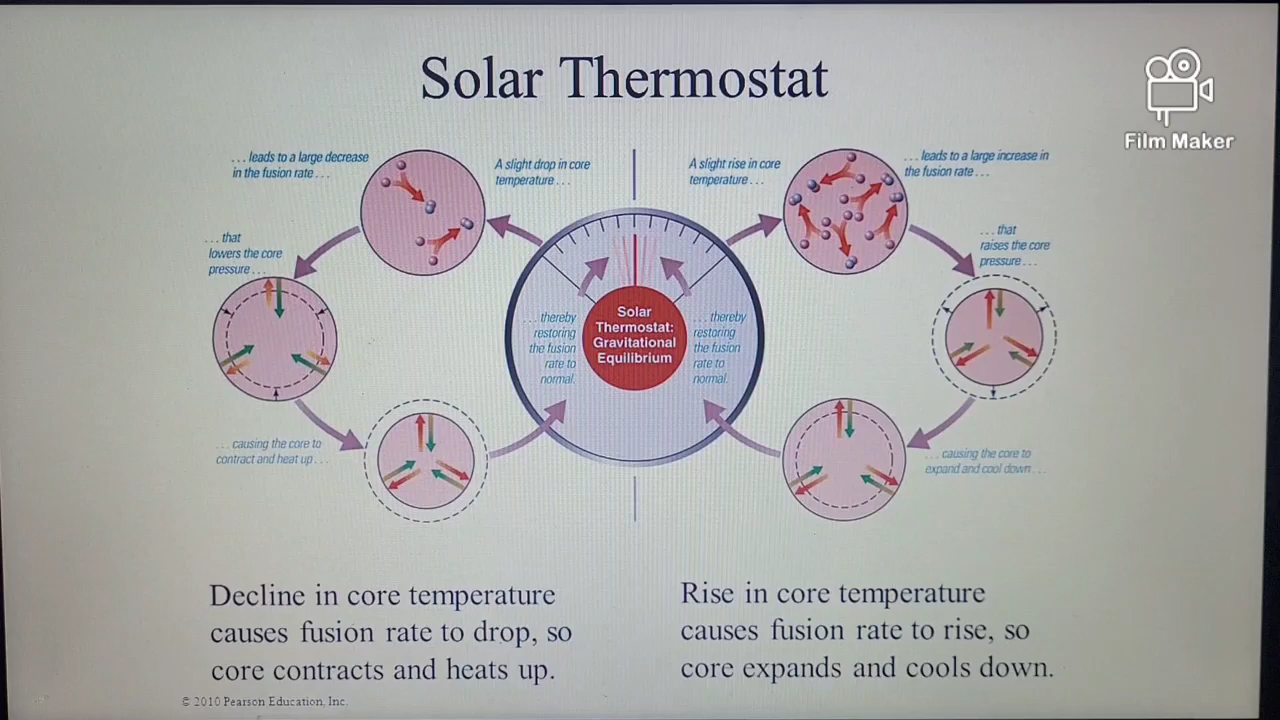 Solar Thermostat
Film Maker
. . . leads to a large decrease
in the fusion rate . . .
A slight drop in core
temperature . . .
A slight rise in core
temperature . . .
. . . leads to a large increase in
the fusion rate . . .
. . . that
lowers the core
pressure . . .
. . . that
raises the core
pressure . . .
Solar
Thermostat:
Gravitational
Equilibrium
. . . thereby
restoring
the fusion
rate to
normal.
. . . thereby
restoring
the fusion
rate to
normal.
. . . causing the core to
contract and heat up . . .
. . . causing the core to
expand and cool down . . .
Decline in core temperature
causes fusion rate to drop, so
core contracts and heats up.
Rise in core temperature
causes fusion rate to rise, so
core expands and cools down.
© 2010 Pearson Education, Inc.